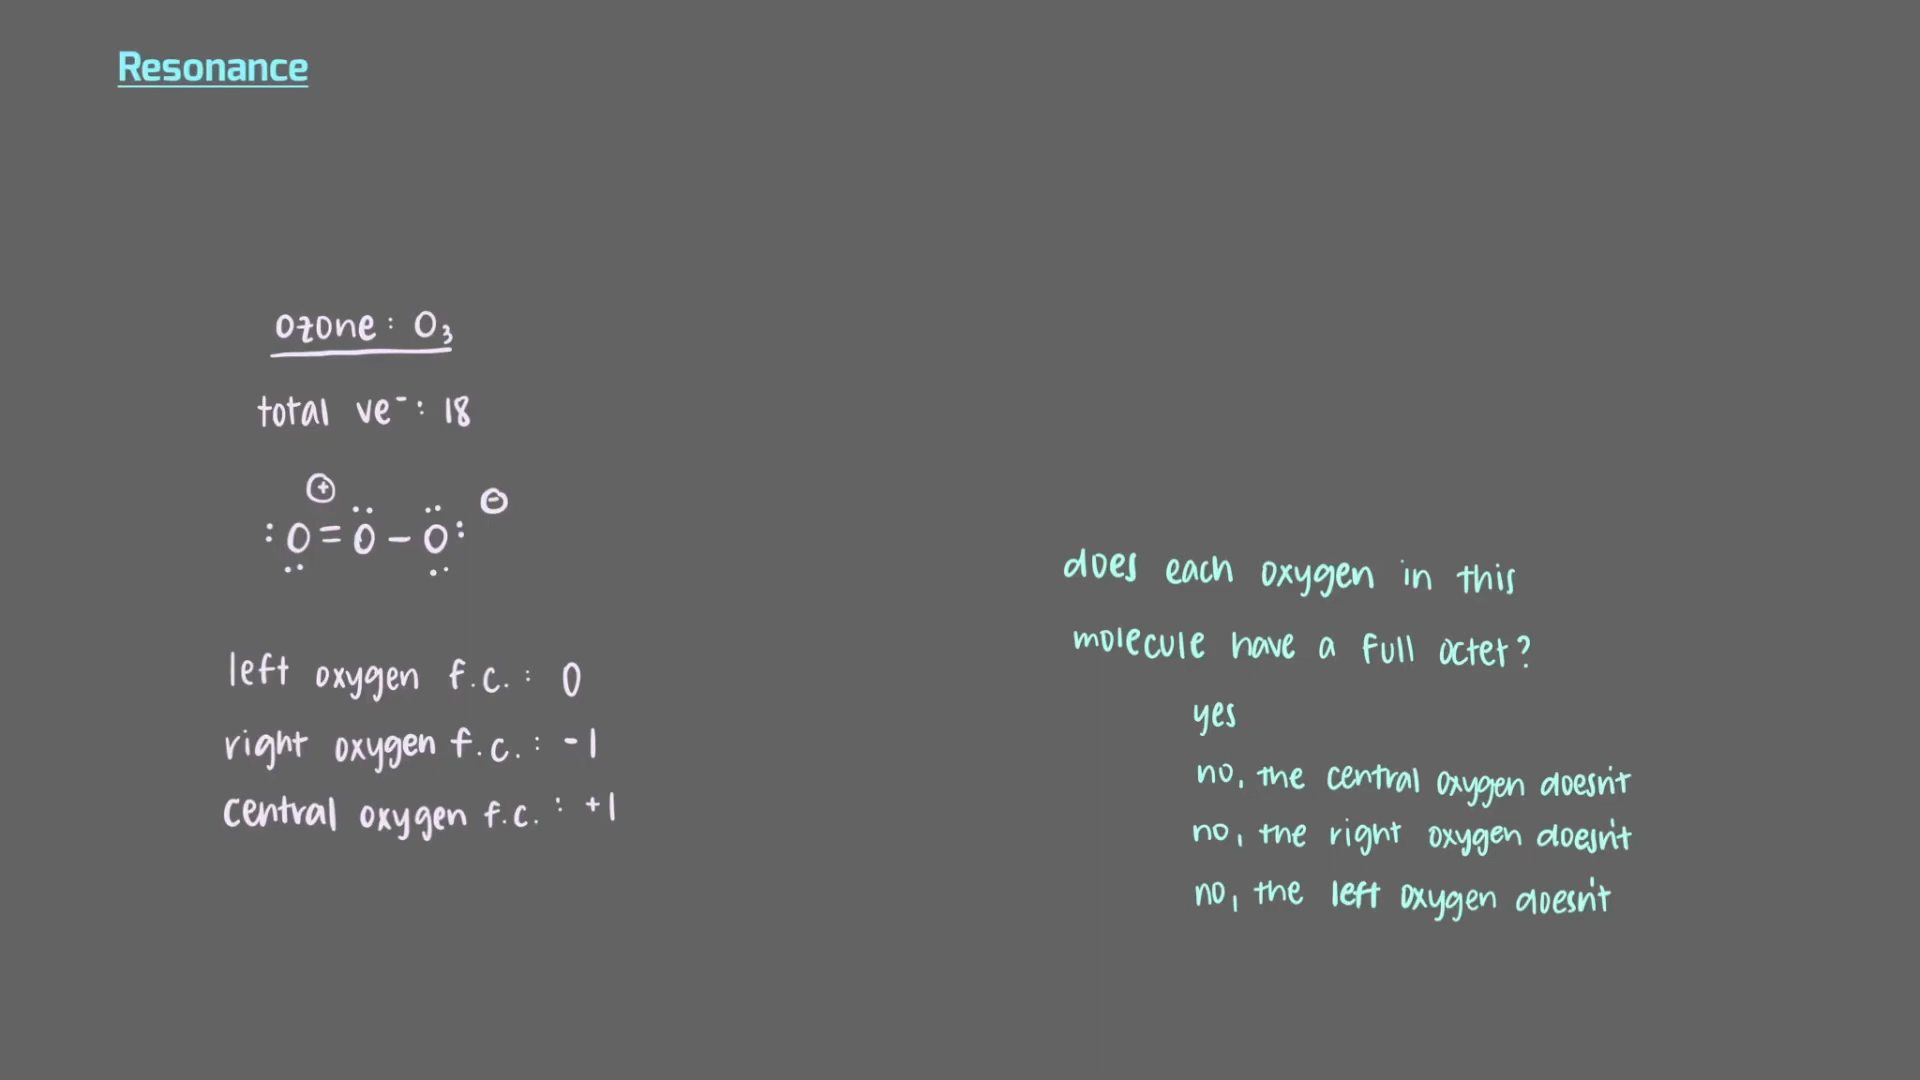 Resonance
ozone: O₃
total ve⁻: 18
⊕ ⊖
:Ö=Ö-Ö:
left oxygen f.c.: 0
right oxygen f.c.: -1
central oxygen f.c.: +1
does each oxygen in this
molecule have a full octet?
yes
no, the central oxygen doesn't
no, the right oxygen doesn't
no, the left oxygen doesn't